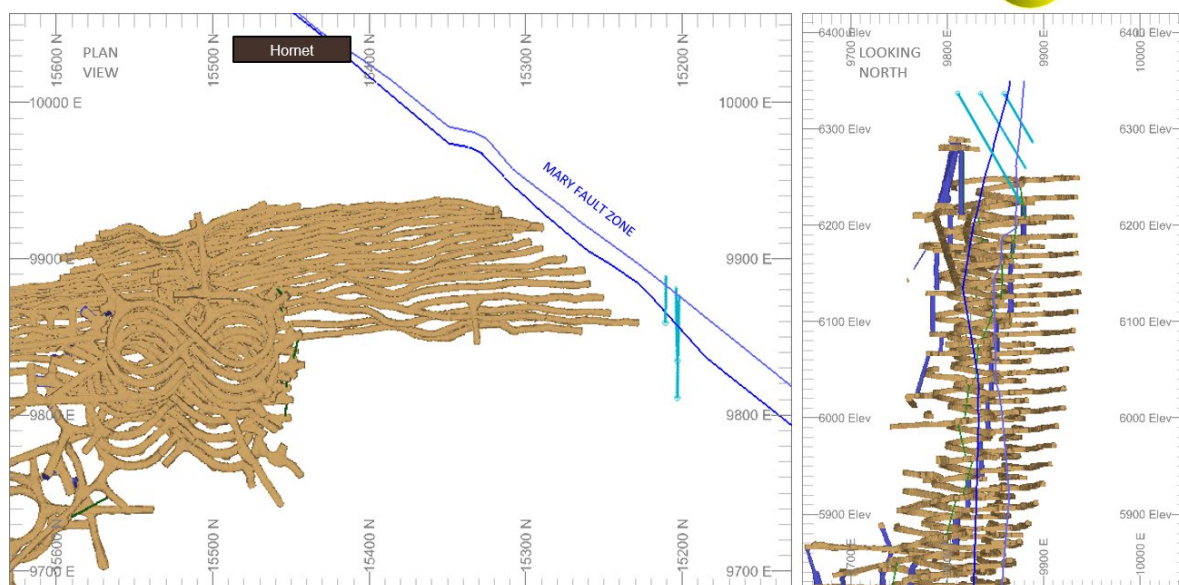 PLAN
VIEW
Hornet
15600 N
15500 N
15400 N
15300 N
15200 N
10000 E
10000 E
MARY FAULT ZONE
9900 E
9900 E
9800 E
9800 E
9700 E
9700 E
15600 N
15500 N
15400 N
15300 N
15200 N
LOOKING
NORTH
6400 Elev
6400 Elev
9700 E
9800 E
9900 E
10000 E
6300 Elev
6300 Elev
6200 Elev
6200 Elev
6100 Elev
6100 Elev
6000 Elev
6000 Elev
5900 Elev
5900 Elev
9700 E
9900 E
10000 E